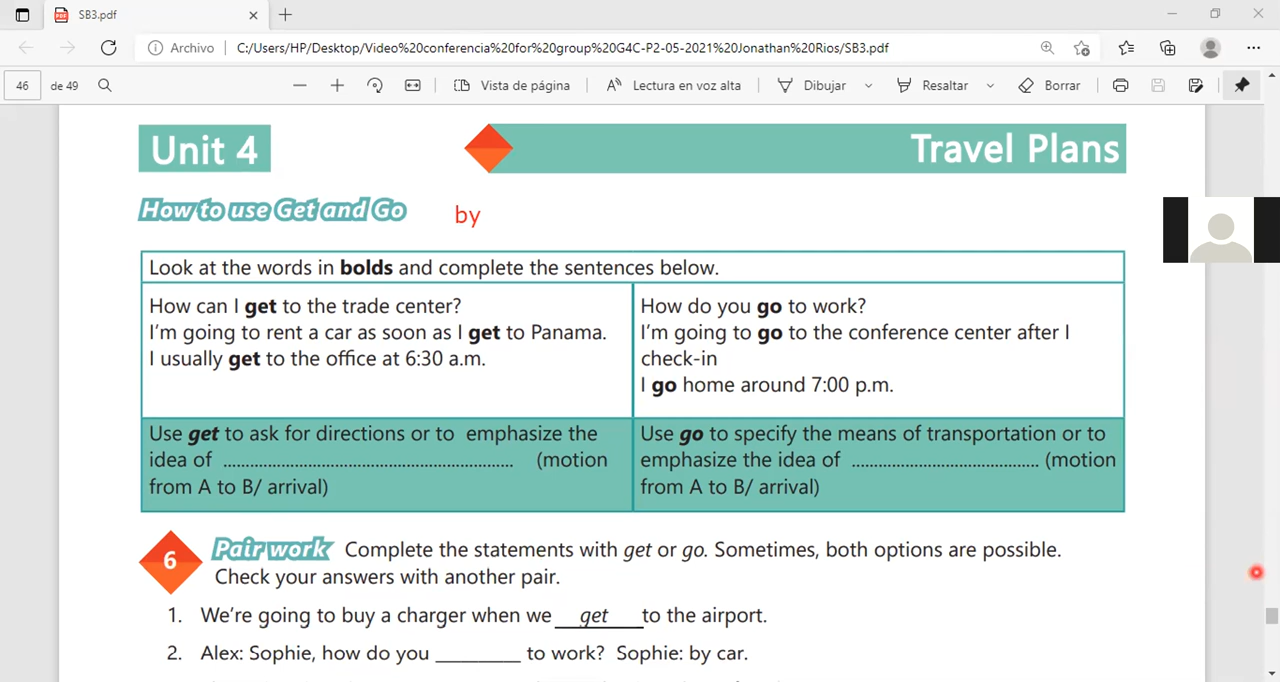 SB3.pdf
Archivo C:/Users/HP/Desktop/Video%20conferencia%20for%20group%20G4C-P2-05-2021%20Jonathan%20Rios/SB3.pdf
46 de 49 Vista de página Lectura en voz alta Dibujar Resaltar Borrar
Unit 4 Travel Plans
How to use Get and Go by
Look at the words in bolds and complete the sentences below.
How can I get to the trade center?
I'm going to rent a car as soon as I get to Panama.
I usually get to the office at 6:30 a.m.
How do you go to work?
I'm going to go to the conference center after I
check-in
I go home around 7:00 p.m.
Use get to ask for directions or to emphasize the
idea of ........................................................ (motion
from A to B/ arrival)
Use go to specify the means of transportation or to
emphasize the idea of .................................... (motion
from A to B/ arrival)
6 Pair work Complete the statements with get or go. Sometimes, both options are possible.
Check your answers with another pair.
1. We're going to buy a charger when we __get__ to the airport.
2. Alex: Sophie, how do you ________ to work? Sophie: by car.